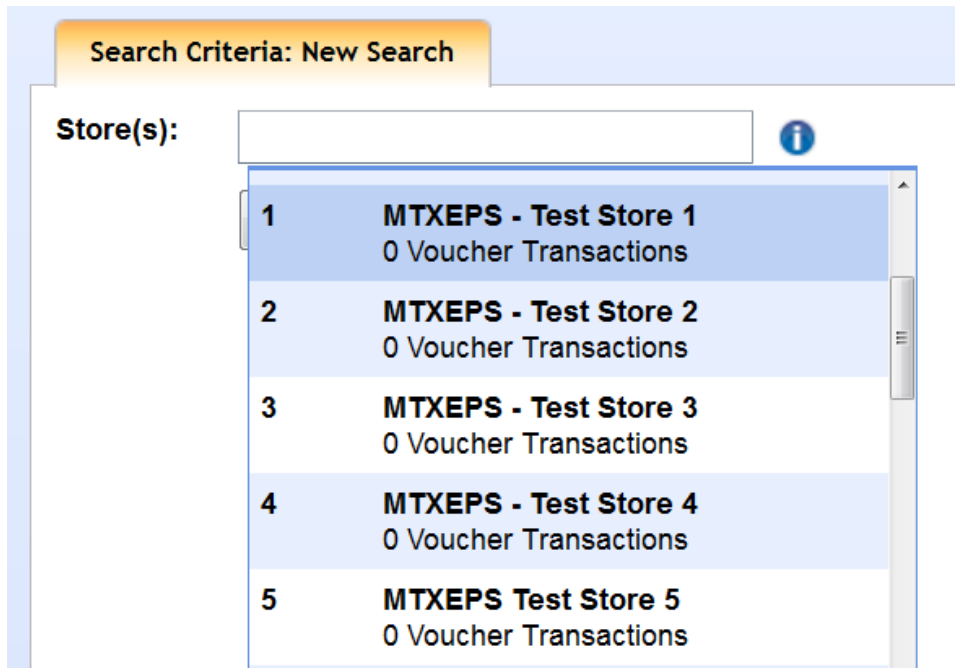 Search Criteria: New Search
Store(s):
1 MTXEPS - Test Store 1
0 Voucher Transactions
2 MTXEPS - Test Store 2
0 Voucher Transactions
3 MTXEPS - Test Store 3
0 Voucher Transactions
4 MTXEPS - Test Store 4
0 Voucher Transactions
5 MTXEPS Test Store 5
0 Voucher Transactions